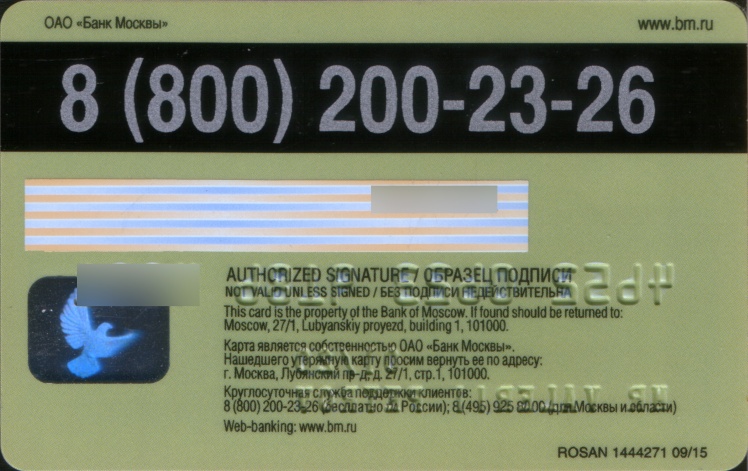 ОАО «Банк Москвы»
www.bm.ru
8 (800) 200-23-26
AUTHORIZED SIGNATURE / ОБРАЗЕЦ ПОДПИСИ
NOT VALID UNLESS SIGNED / БЕЗ ПОДПИСИ НЕДЕЙСТВИТЕЛЬНА
This card is the property of the Bank of Moscow. If found should be returned to:
Moscow, 27/1, Lubyanskiy proyezd, building 1, 101000.
Карта является собственностью ОАО «Банк Москвы».
Нашедшего утерянную карту просим вернуть ее по адресу:
г. Москва, Лубянский пр-д, д. 27/1, стр.1, 101000.
Круглосуточная служба поддержки клиентов:
8 (800) 200-23-26 (бесплатно по России); 8 (495) 925 80 00 (для Москвы и области)
Web-banking: www.bm.ru
ROSAN 1444271 09/15